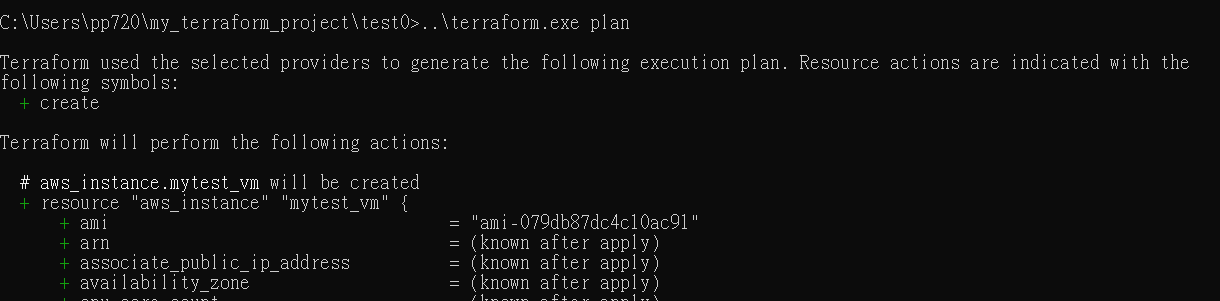 C:\Users\pp720\my_terraform_project\test0>..\terraform.exe plan
Terraform used the selected providers to generate the following execution plan. Resource actions are indicated with the
following symbols:
+ create
Terraform will perform the following actions:
# aws_instance.mytest_vm will be created
+ resource "aws_instance" "mytest_vm" {
+ ami = "ami-079db87dc4c10ac91"
+ arn = (known after apply)
+ associate_public_ip_address = (known after apply)
+ availability_zone = (known after apply)